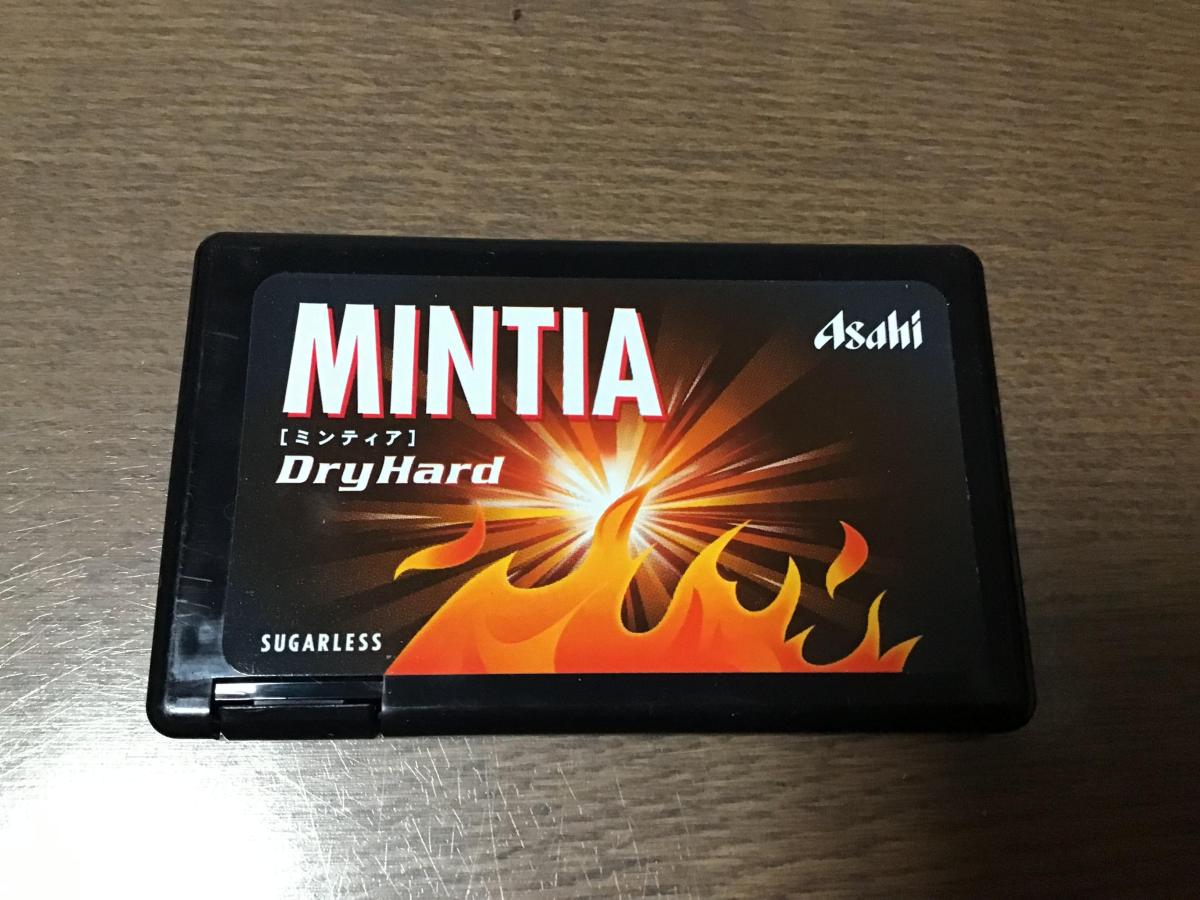 MINTIA
Asahi
[ミンティア]
DryHard
SUGARLESS